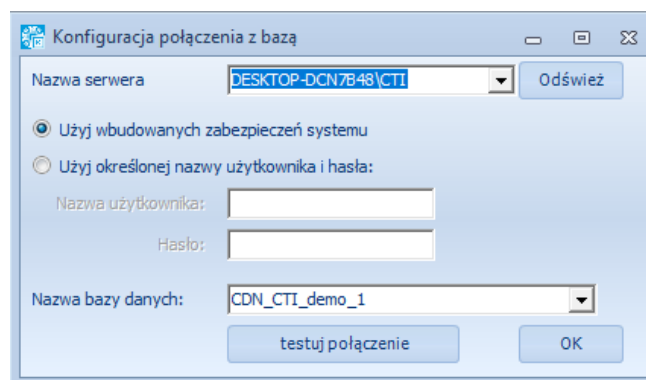 Konfiguracja połączenia z bazą
Nazwa serwera DESKTOP-DCN7B48\CTI Odśwież
Użyj wbudowanych zabezpieczeń systemu
Użyj określonej nazwy użytkownika i hasła:
Nazwa użytkownika:
Hasło:
Nazwa bazy danych: CDN_CTI_demo_1
testuj połączenie OK